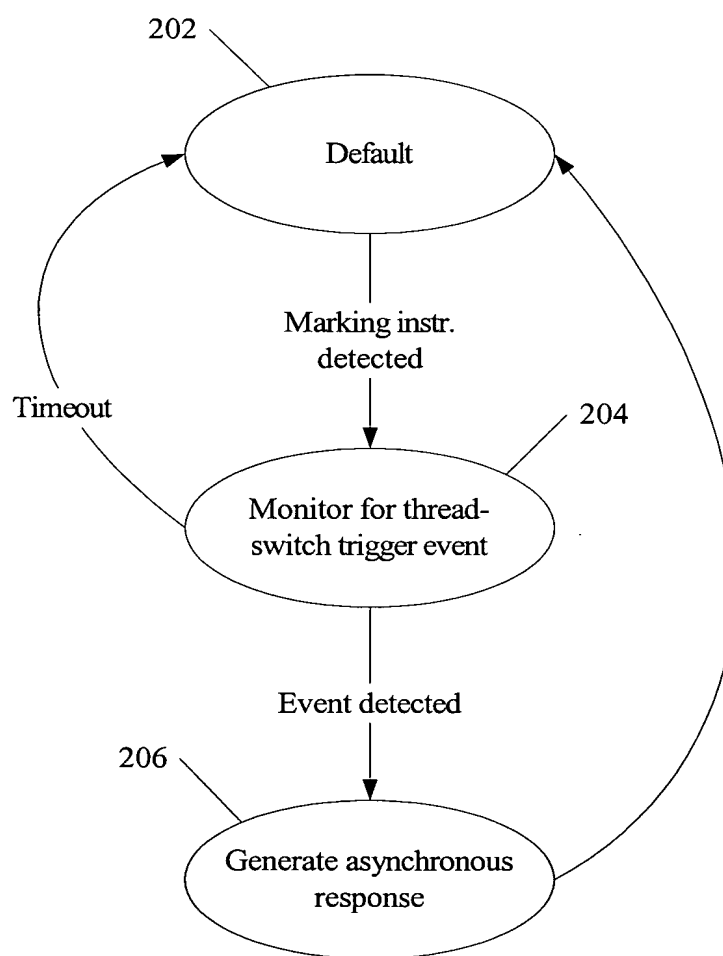 202
Default
Marking instr.
detected
Timeout
204
Monitor for thread-
switch trigger event
Event detected
206
Generate asynchronous
response